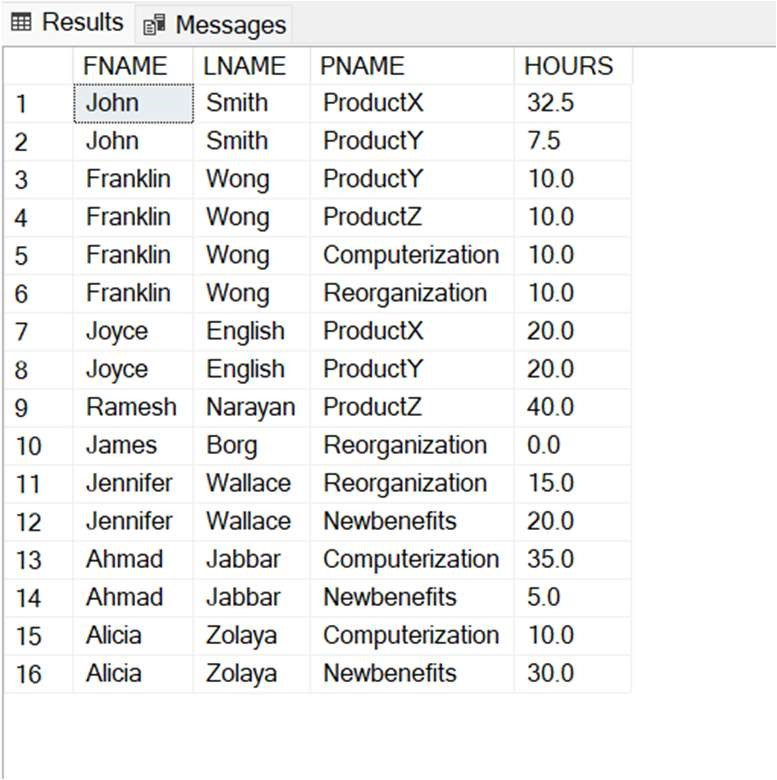 Results Messages
FNAME LNAME PNAME HOURS
1 John Smith ProductX 32.5
2 John Smith ProductY 7.5
3 Franklin Wong ProductY 10.0
4 Franklin Wong ProductZ 10.0
5 Franklin Wong Computerization 10.0
6 Franklin Wong Reorganization 10.0
7 Joyce English ProductX 20.0
8 Joyce English ProductY 20.0
9 Ramesh Narayan ProductZ 40.0
10 James Borg Reorganization 0.0
11 Jennifer Wallace Reorganization 15.0
12 Jennifer Wallace Newbenefits 20.0
13 Ahmad Jabbar Computerization 35.0
14 Ahmad Jabbar Newbenefits 5.0
15 Alicia Zolaya Computerization 10.0
16 Alicia Zolaya Newbenefits 30.0